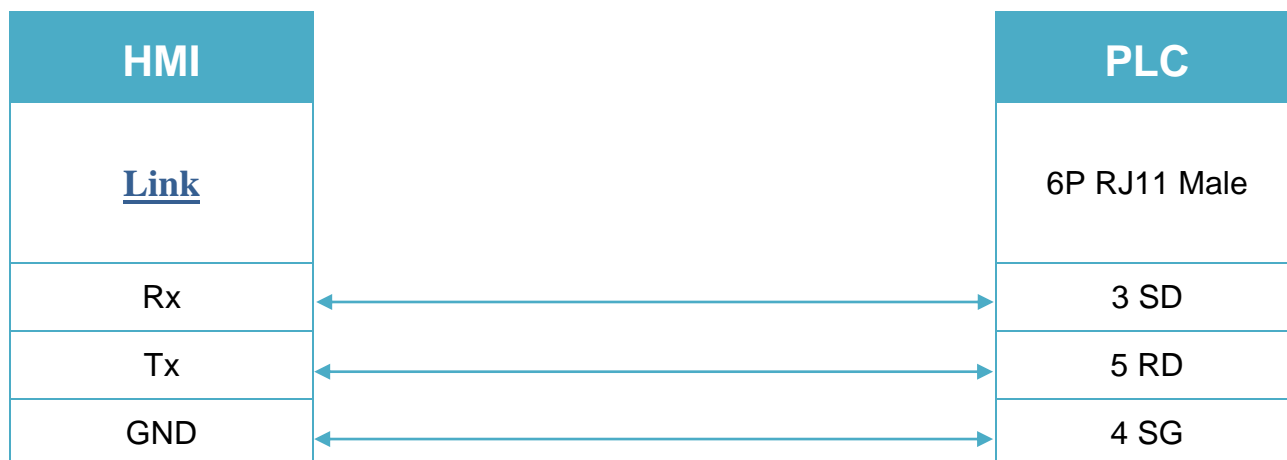 HMI PLC
Link 6P RJ11 Male
Rx 3 SD
Tx 5 RD
GND 4 SG